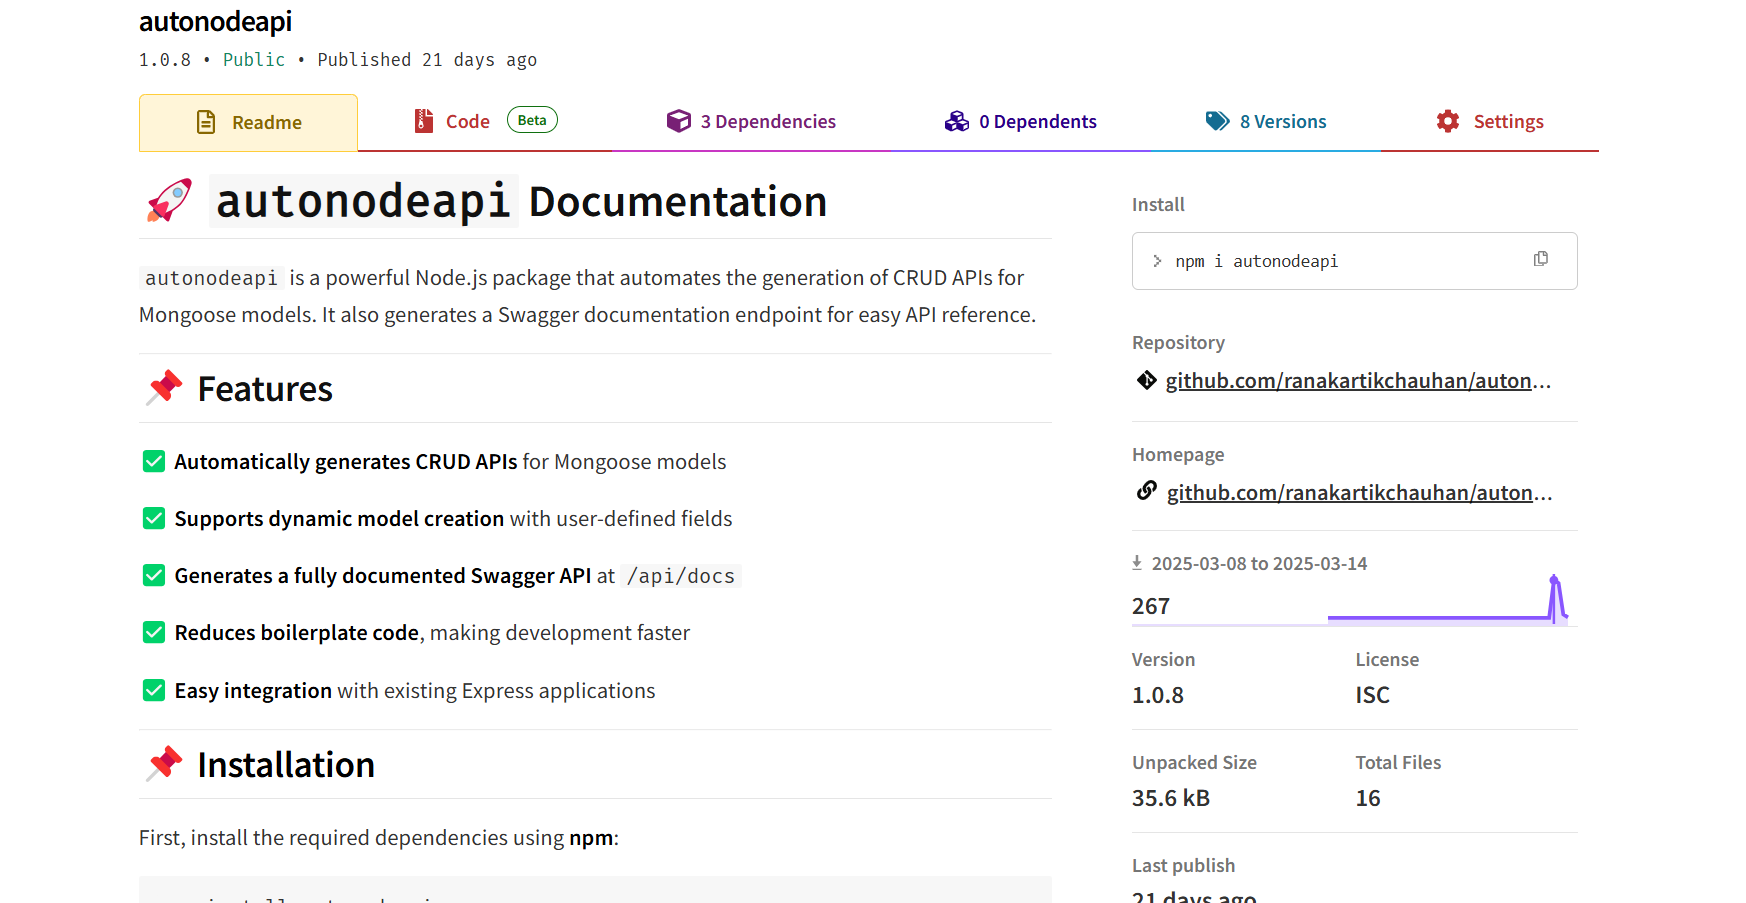 autonodeapi
1.0.8 • Public • Published 21 days ago
Readme
Code Beta
3 Dependencies
0 Dependents
8 Versions
Settings
autonodeapi Documentation
autonodeapi is a powerful Node.js package that automates the generation of CRUD APIs for
Mongoose models. It also generates a Swagger documentation endpoint for easy API reference.
Features
Automatically generates CRUD APIs for Mongoose models
Supports dynamic model creation with user-defined fields
Generates a fully documented Swagger API at /api/docs
Reduces boilerplate code, making development faster
Easy integration with existing Express applications
Installation
First, install the required dependencies using npm:
Install
> npm i autonodeapi
Repository
github.com/ranakartikchauhan/auton...
Homepage
github.com/ranakartikchauhan/auton...
2025-03-08 to 2025-03-14
267
Version
1.0.8
License
ISC
Unpacked Size
35.6 kB
Total Files
16
Last publish
21 days ago